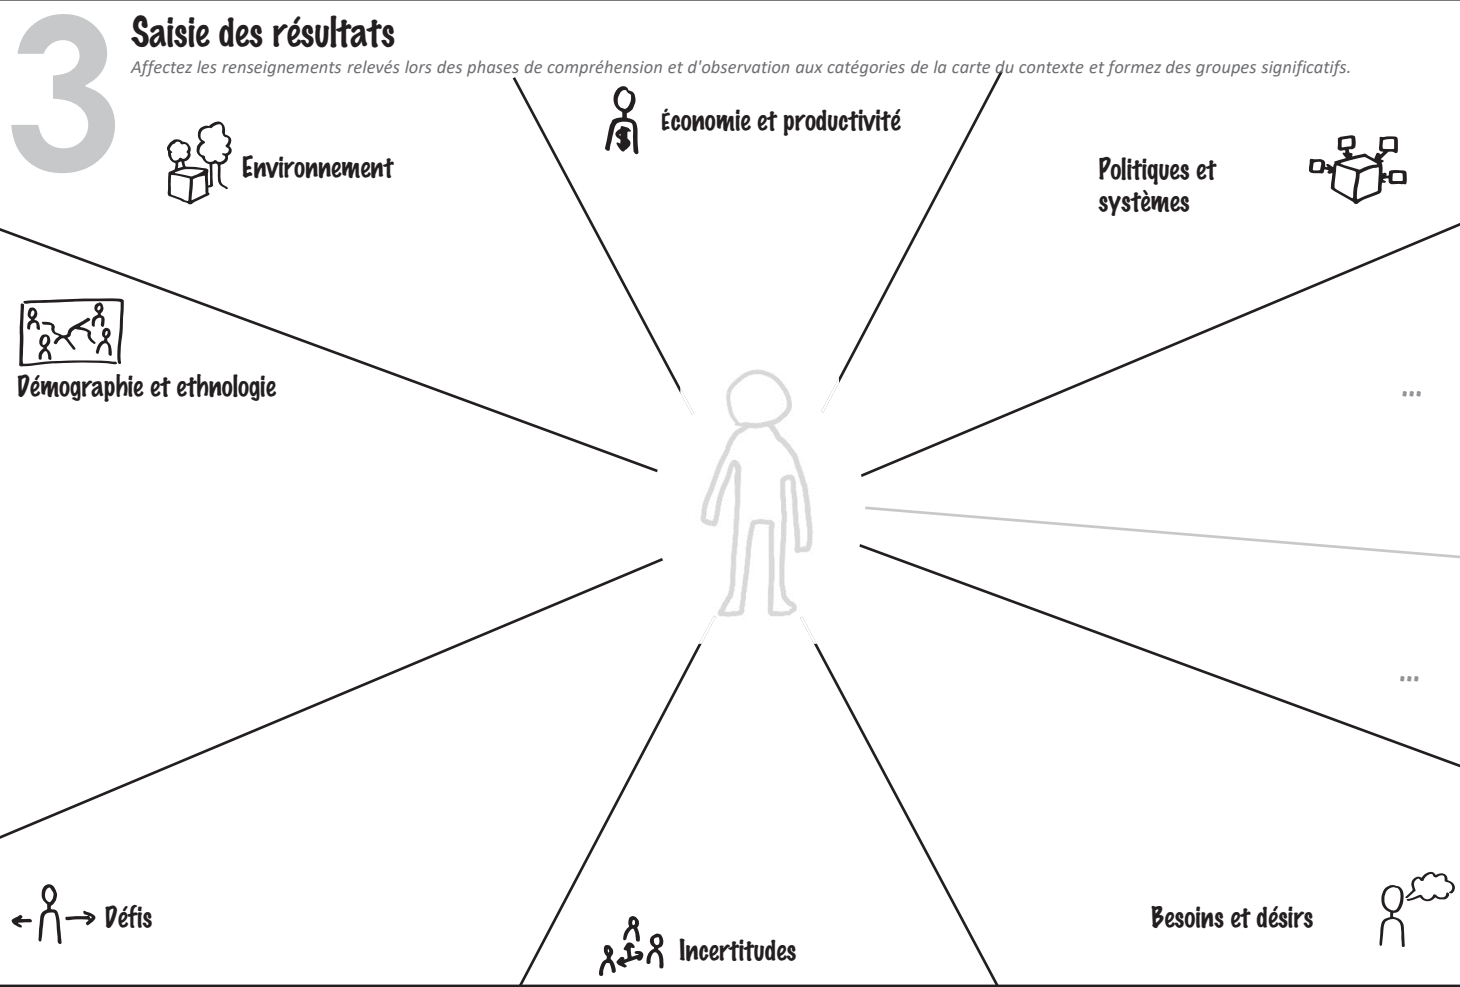 3
Saisie des résultats
Affectez les renseignements relevés lors des phases de compréhension et d'observation aux catégories de la carte du contexte et formez des groupes significatifs.
Économie et productivité
Environnement
Politiques et
systèmes
Démographie et ethnologie
...
...
Défis
Incertitudes
Besoins et désirs
$